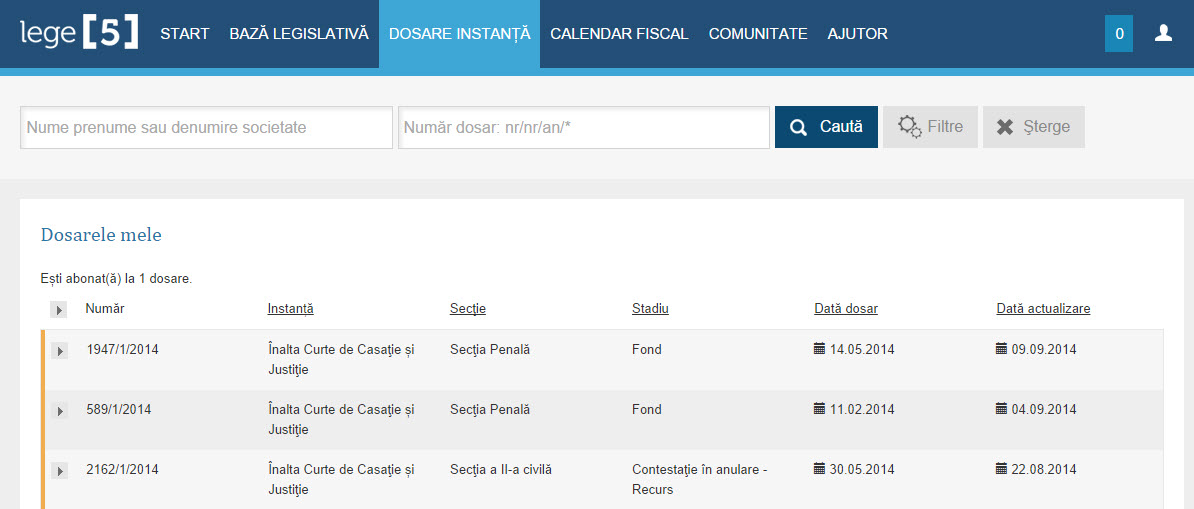 lege[5] START BAZĂ LEGISLATIVĂ DOSARE INSTANȚĂ CALENDAR FISCAL COMUNITATE AJUTOR 0
Nume prenume sau denumire societate Număr dosar: nr/nr/an/* Caută Filtre Şterge
Dosarele mele
Ești abonat(ă) la 1 dosare.
Număr Instanță Secţie Stadiu Dată dosar Dată actualizare
1947/1/2014 Înalta Curte de Casaţie și Secţia Penală Fond 14.05.2014 09.09.2014
Justiţie
589/1/2014 Înalta Curte de Casaţie și Secţia Penală Fond 11.02.2014 04.09.2014
Justiţie
2162/1/2014 Înalta Curte de Casaţie și Secţia a II-a civilă Contestaţie în anulare - 30.05.2014 22.08.2014
Justiţie Recurs